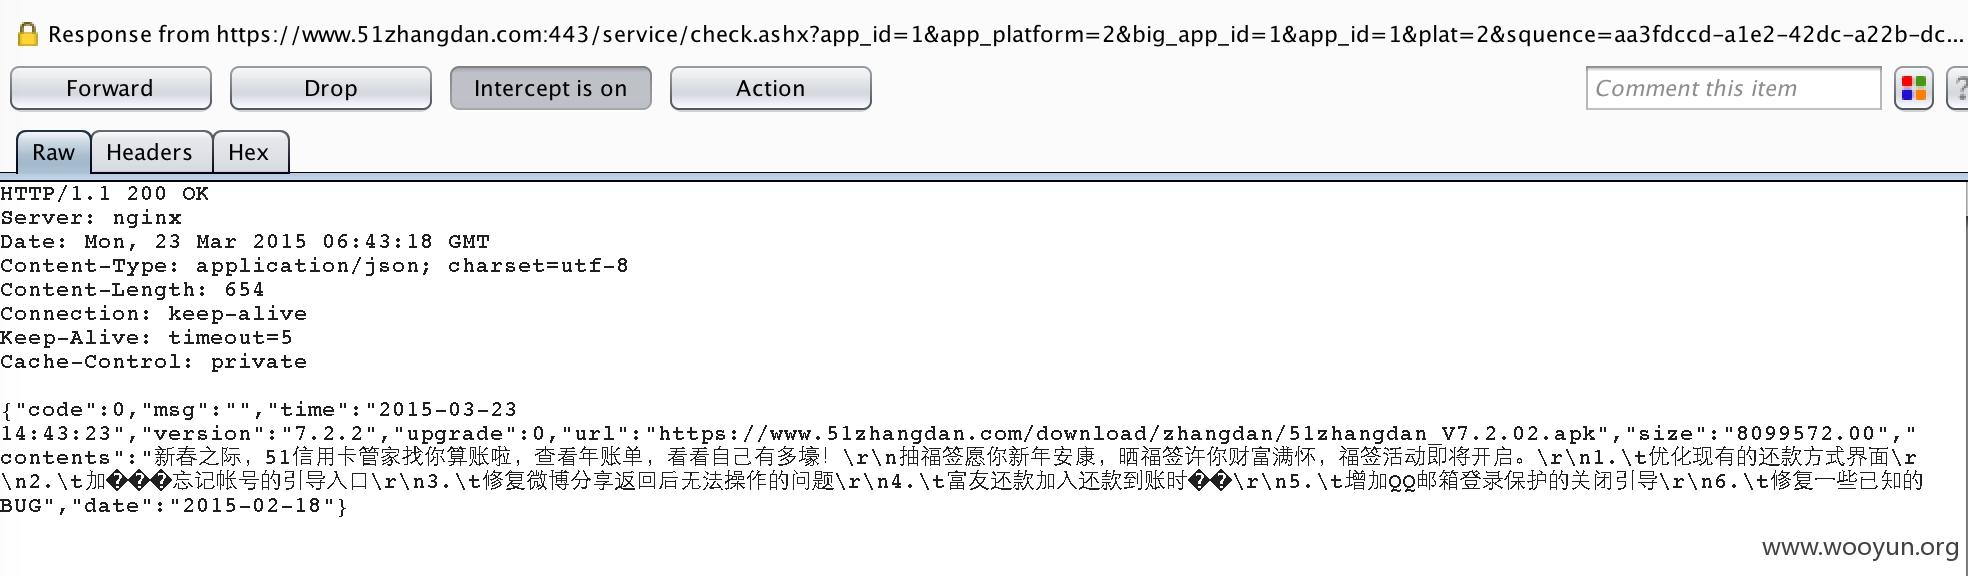 Response from https://www.51zhangdan.com:443/service/check.ashx?app_id=1&app_platform=2&big_app_id=1&app_id=1&plat=2&squence=aa3fdccd-a1e2-42dc-a22b-dc...
Forward Drop Intercept is on Action Comment this item ?
Raw Headers Hex
HTTP/1.1 200 OK
Server: nginx
Date: Mon, 23 Mar 2015 06:43:18 GMT
Content-Type: application/json; charset=utf-8
Content-Length: 654
Connection: keep-alive
Keep-Alive: timeout=5
Cache-Control: private
{"code":0,"msg":"","time":"2015-03-23
14:43:23","version":"7.2.2","upgrade":0,"url":"https://www.51zhangdan.com/download/zhangdan/51zhangdan_V7.2.02.apk","size":"8099572.00","
contents":"新春之际，51信用卡管家找你算账啦，查看年账单，看看自己有多壕！\r\n抽福签愿你新年安康，晒福签许你财富满怀，福签活动即将开启。\r\n1.\t优化现有的还款方式界面\r
\n2.\t加���忘记帐号的引导入口\r\n3.\t修复微博分享返回后无法操作的问题\r\n4.\t富友还款加入还款到账时��\r\n5.\t增加QQ邮箱登录保护的关闭引导\r\n6.\t修复一些已知的
BUG","date":"2015-02-18"}
www.wooyun.org